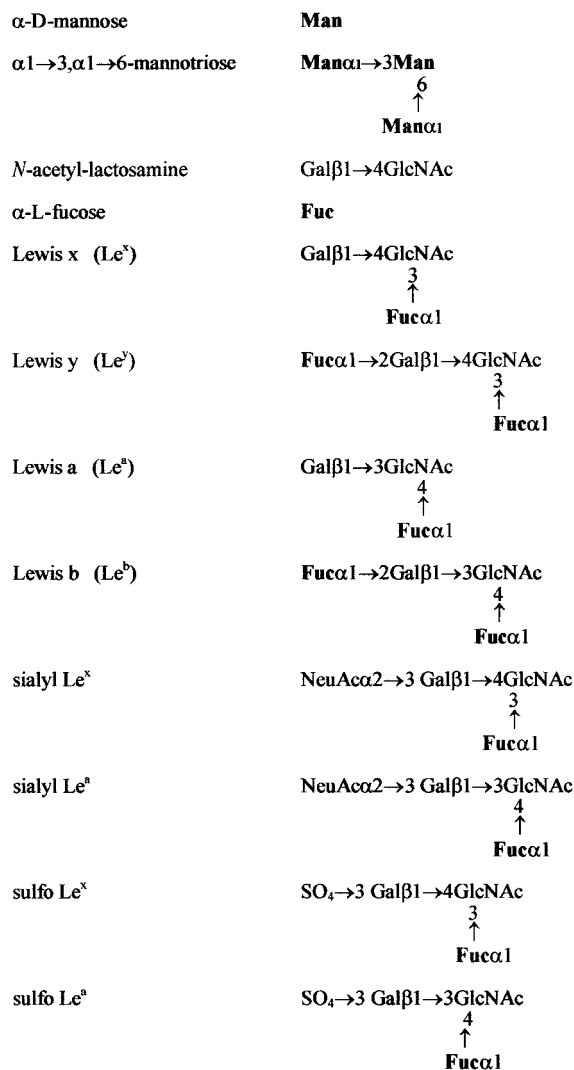 α-D-mannose Man
α1→3,α1→6-mannotriose Manα1→3Man
6
↑
Manα1
N-acetyl-lactosamine Galβ1→4GlcNAc
α-L-fucose Fuc
Lewis x (Leˣ) Galβ1→4GlcNAc
3
↑
Fucα1
Lewis y (Leʸ) Fucα1→2Galβ1→4GlcNAc
3
↑
Fucα1
Lewis a (Leᵃ) Galβ1→3GlcNAc
4
↑
Fucα1
Lewis b (Leᵇ) Fucα1→2Galβ1→3GlcNAc
4
↑
Fucα1
sialyl Leˣ NeuAcα2→3 Galβ1→4GlcNAc
3
↑
Fucα1
sialyl Leᵃ NeuAcα2→3 Galβ1→3GlcNAc
4
↑
Fucα1
sulfo Leˣ SO₄→3 Galβ1→4GlcNAc
3
↑
Fucα1
sulfo Leᵃ SO₄→3 Galβ1→3GlcNAc
4
↑
Fucα1